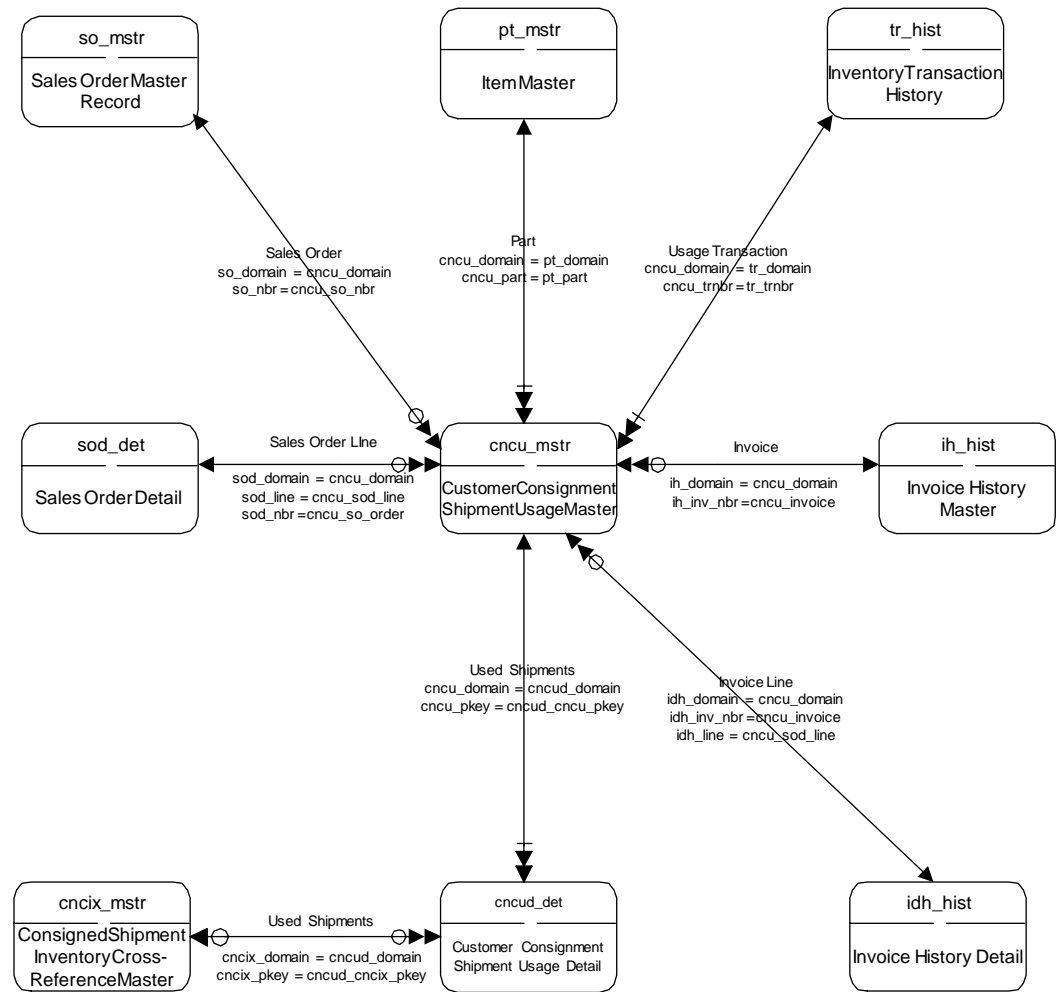 so_mstr
Sales Order Master
Record
pt_mstr
Item Master
tr_hist
Inventory Transaction
History
Sales Order
so_domain = cncu_domain
so_nbr = cncu_so_nbr
Part
cncu_domain = pt_domain
cncu_part = pt_part
Usage Transaction
cncu_domain = tr_domain
cncu_trnbr = tr_trnbr
sod_det
Sales Order Detail
Sales Order LIne
sod_domain = cncu_domain
sod_line = cncu_sod_line
sod_nbr = cncu_so_order
cncu_mstr
Customer Consignment
Shipment Usage Master
Invoice
ih_domain = cncu_domain
ih_inv_nbr = cncu_invoice
ih_hist
Invoice History
Master
Used Shipments
cncu_domain = cncud_domain
cncu_pkey = cncud_cncu_pkey
Invoice Line
idh_domain = cncu_domain
idh_inv_nbr = cncu_invoice
idh_line = cncu_sod_line
cncix_mstr
Consigned Shipment
Inventory Cross-
Reference Master
Used Shipments
cncix_domain = cncud_domain
cncix_pkey = cncud_cncix_pkey
cncud_det
Customer Consignment
Shipment Usage Detail
idh_hist
Invoice History Detail